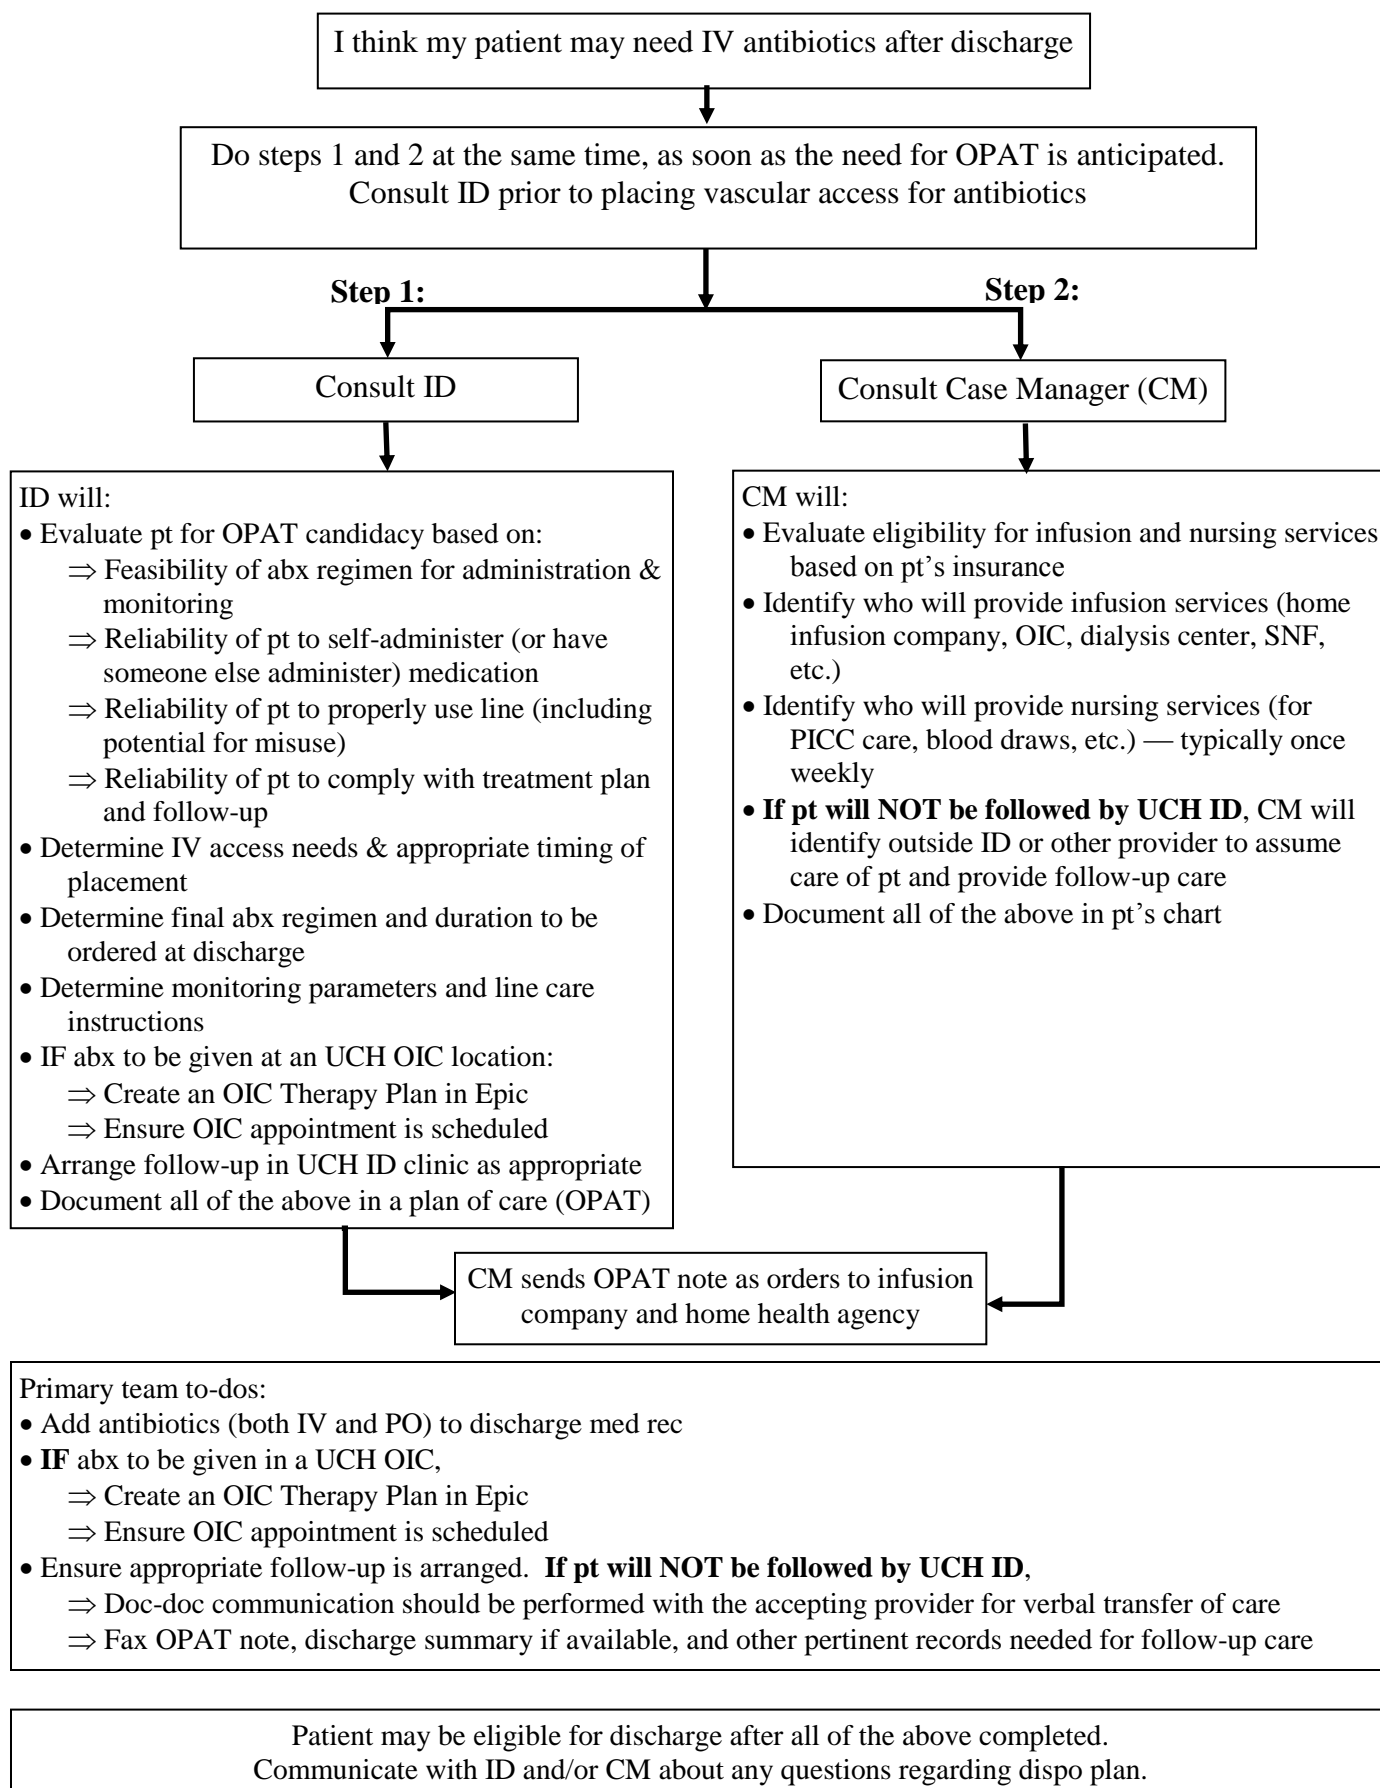 I think my patient may need IV antibiotics after discharge
Do steps 1 and 2 at the same time, as soon as the need for OPAT is anticipated.
Consult ID prior to placing vascular access for antibiotics
Step 1:
Step 2:
Consult ID
Consult Case Manager (CM)
ID will:
• Evaluate pt for OPAT candidacy based on:
⇒ Feasibility of abx regimen for administration &
monitoring
⇒ Reliability of pt to self-administer (or have
someone else administer) medication
⇒ Reliability of pt to properly use line (including
potential for misuse)
⇒ Reliability of pt to comply with treatment plan
and follow-up
• Determine IV access needs & appropriate timing of
placement
• Determine final abx regimen and duration to be
ordered at discharge
• Determine monitoring parameters and line care
instructions
• IF abx to be given at an UCH OIC location:
⇒ Create an OIC Therapy Plan in Epic
⇒ Ensure OIC appointment is scheduled
• Arrange follow-up in UCH ID clinic as appropriate
• Document all of the above in a plan of care (OPAT)
CM will:
• Evaluate eligibility for infusion and nursing services
based on pt’s insurance
• Identify who will provide infusion services (home
infusion company, OIC, dialysis center, SNF,
etc.)
• Identify who will provide nursing services (for
PICC care, blood draws, etc.) — typically once
weekly
• If pt will NOT be followed by UCH ID, CM will
identify outside ID or other provider to assume
care of pt and provide follow-up care
• Document all of the above in pt’s chart
CM sends OPAT note as orders to infusion
company and home health agency
Primary team to-dos:
• Add antibiotics (both IV and PO) to discharge med rec
• IF abx to be given in a UCH OIC,
⇒ Create an OIC Therapy Plan in Epic
⇒ Ensure OIC appointment is scheduled
• Ensure appropriate follow-up is arranged. If pt will NOT be followed by UCH ID,
⇒ Doc-doc communication should be performed with the accepting provider for verbal transfer of care
⇒ Fax OPAT note, discharge summary if available, and other pertinent records needed for follow-up care
Patient may be eligible for discharge after all of the above completed.
Communicate with ID and/or CM about any questions regarding dispo plan.